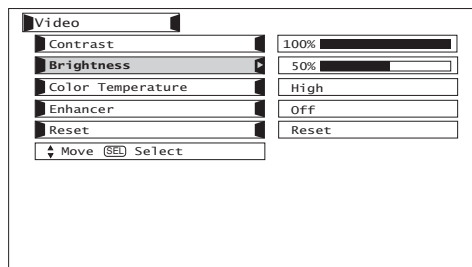 Video
Contrast 100%
Brightness 50%
Color Temperature High
Enhancer Off
Reset Reset
Move SEL Select